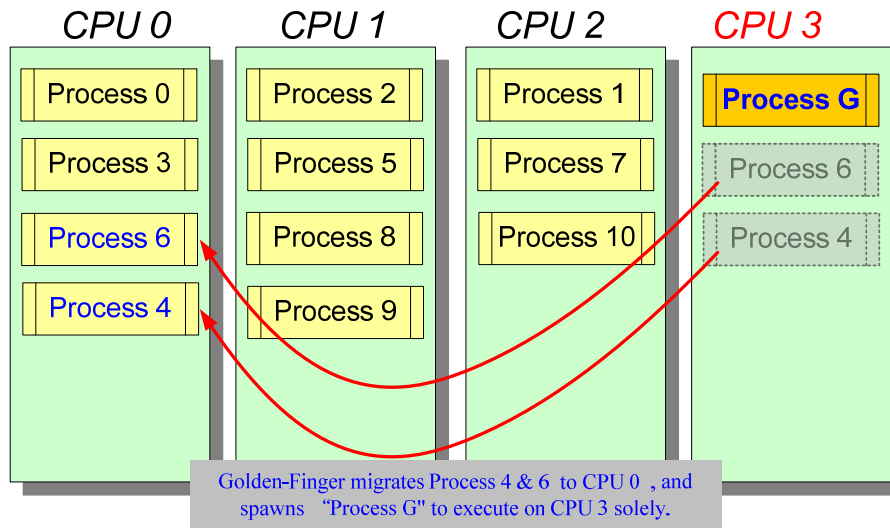 CPU 0
CPU 1
CPU 2
CPU 3
Process 0
Process 3
Process 6
Process 4
Process 2
Process 5
Process 8
Process 9
Process 1
Process 7
Process 10
Process G
Process 6
Process 4
Golden-Finger migrates Process 4 & 6 to CPU 0 , and
spawns "Process G" to execute on CPU 3 solely.